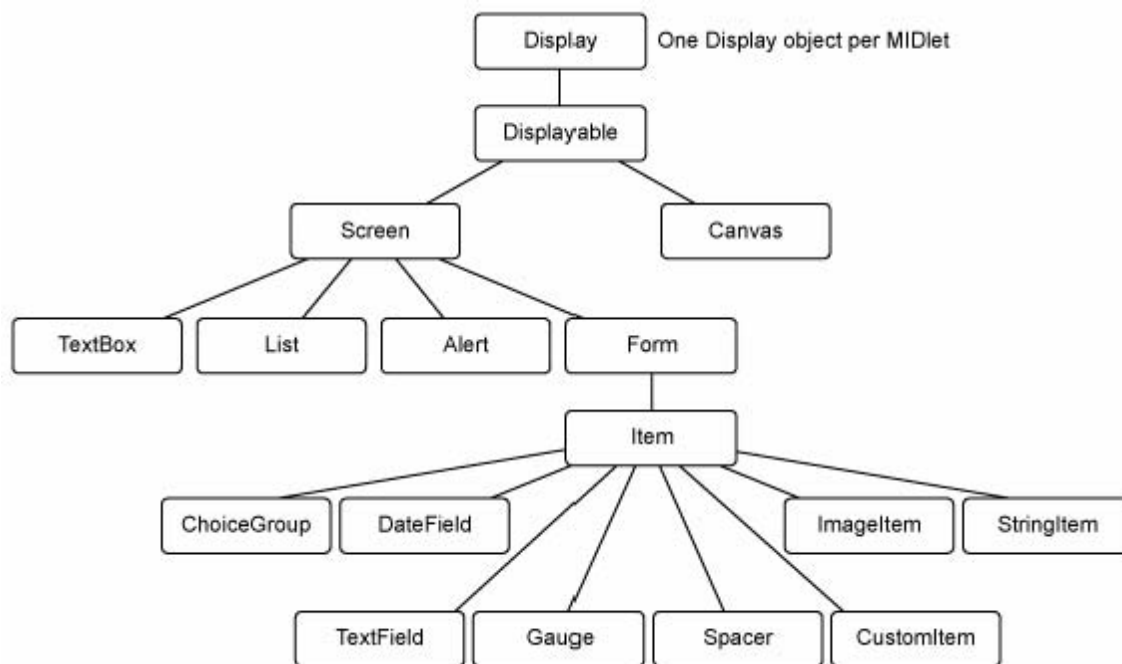 Display
One Display object per MIDlet
Displayable
Screen
Canvas
TextBox
List
Alert
Form
Item
ChoiceGroup
DateField
ImageItem
StringItem
TextField
Gauge
Spacer
CustomItem